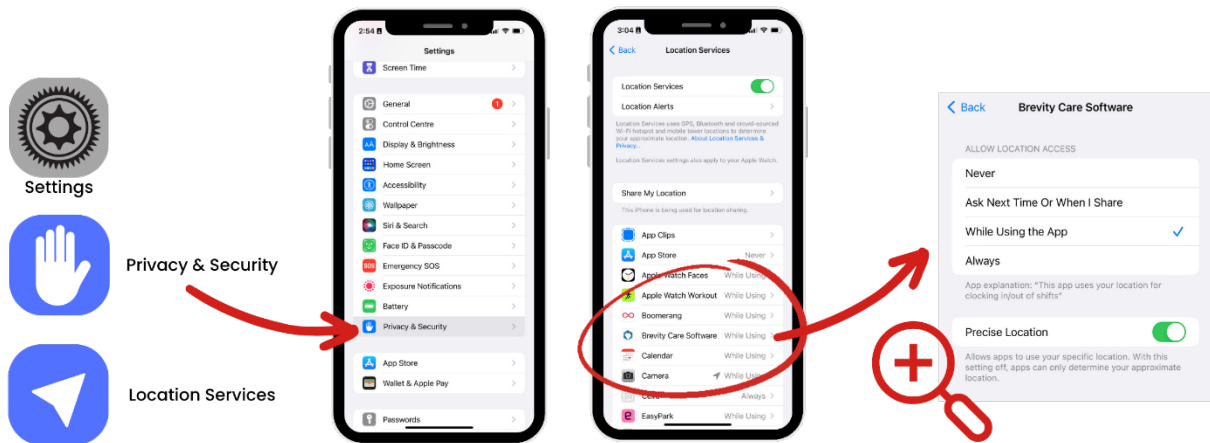 Settings
Privacy & Security
Location Services
2:54
Settings
Screen Time
General 1
Control Centre
AA Display & Brightness
Home Screen
Accessibility
Wallpaper
Siri & Search
Face ID & Passcode
SOS Emergency SOS
Exposure Notifications
Battery
Privacy & Security
App Store
Wallet & Apple Pay
Passwords
3:04
Back Location Services
Location Services
Location Alerts
Location Services uses GPS, Bluetooth and crowd-sourced
Wi-Fi hotspot and mobile tower locations to determine
your approximate location. About Location Services &
Privacy...
Location Services settings also apply to your Apple Watch.
Share My Location
This iPhone is being used for location sharing.
App Clips
App Store Never
Apple Watch Faces While Using
Apple Watch Workout While Using
Boomerang While Using
Brevity Care Software While Using
Calendar While Using
Camera While Using
Always
EasyPark While Using
Back Brevity Care Software
ALLOW LOCATION ACCESS
Never
Ask Next Time Or When I Share
While Using the App
Always
App explanation: "This app uses your location for
clocking in/out of shifts"
Precise Location
Allows apps to use your specific location. With this
setting off, apps can only determine your approximate
location.